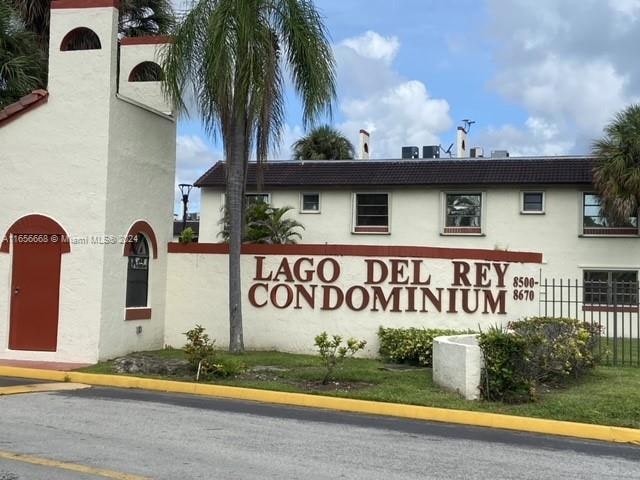 A11656668 © Miami MLS ® 2024
LAGO DEL REY
CONDOMINIUM
8500-
8670